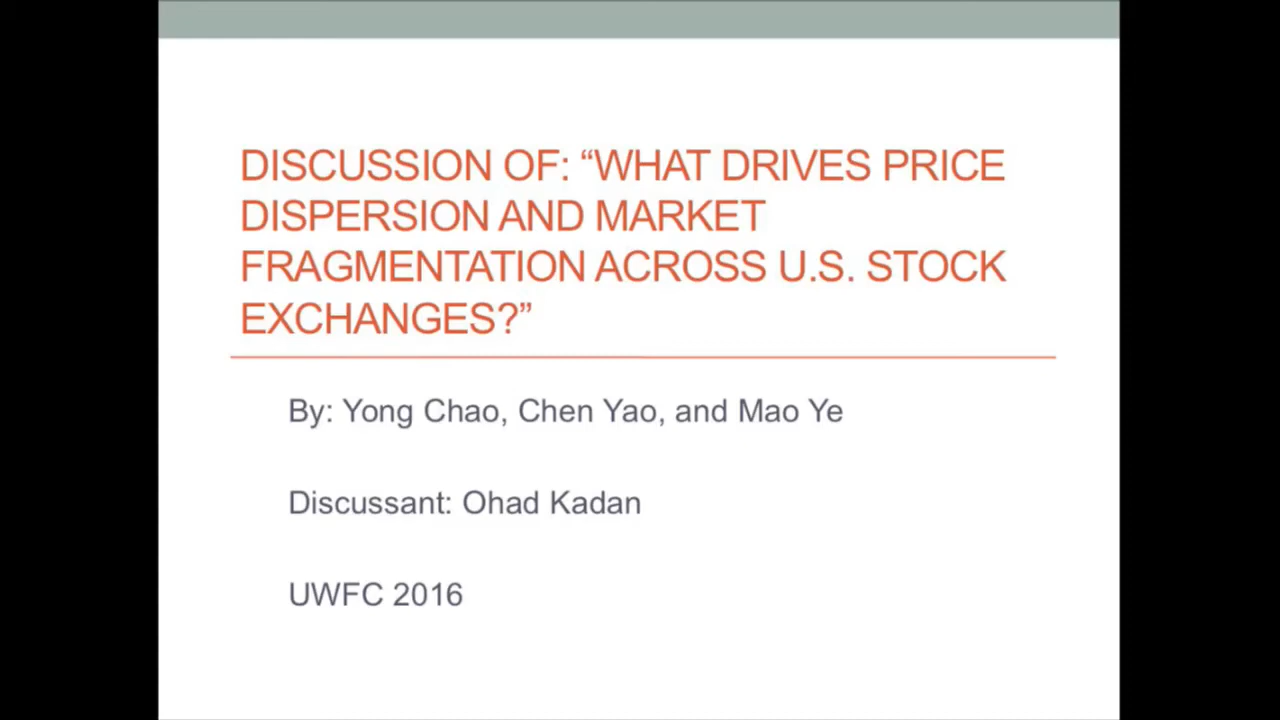 DISCUSSION OF: “WHAT DRIVES PRICE
DISPERSION AND MARKET
FRAGMENTATION ACROSS U.S. STOCK
EXCHANGES?”
By: Yong Chao, Chen Yao, and Mao Ye
Discussant: Ohad Kadan
UWFC 2016